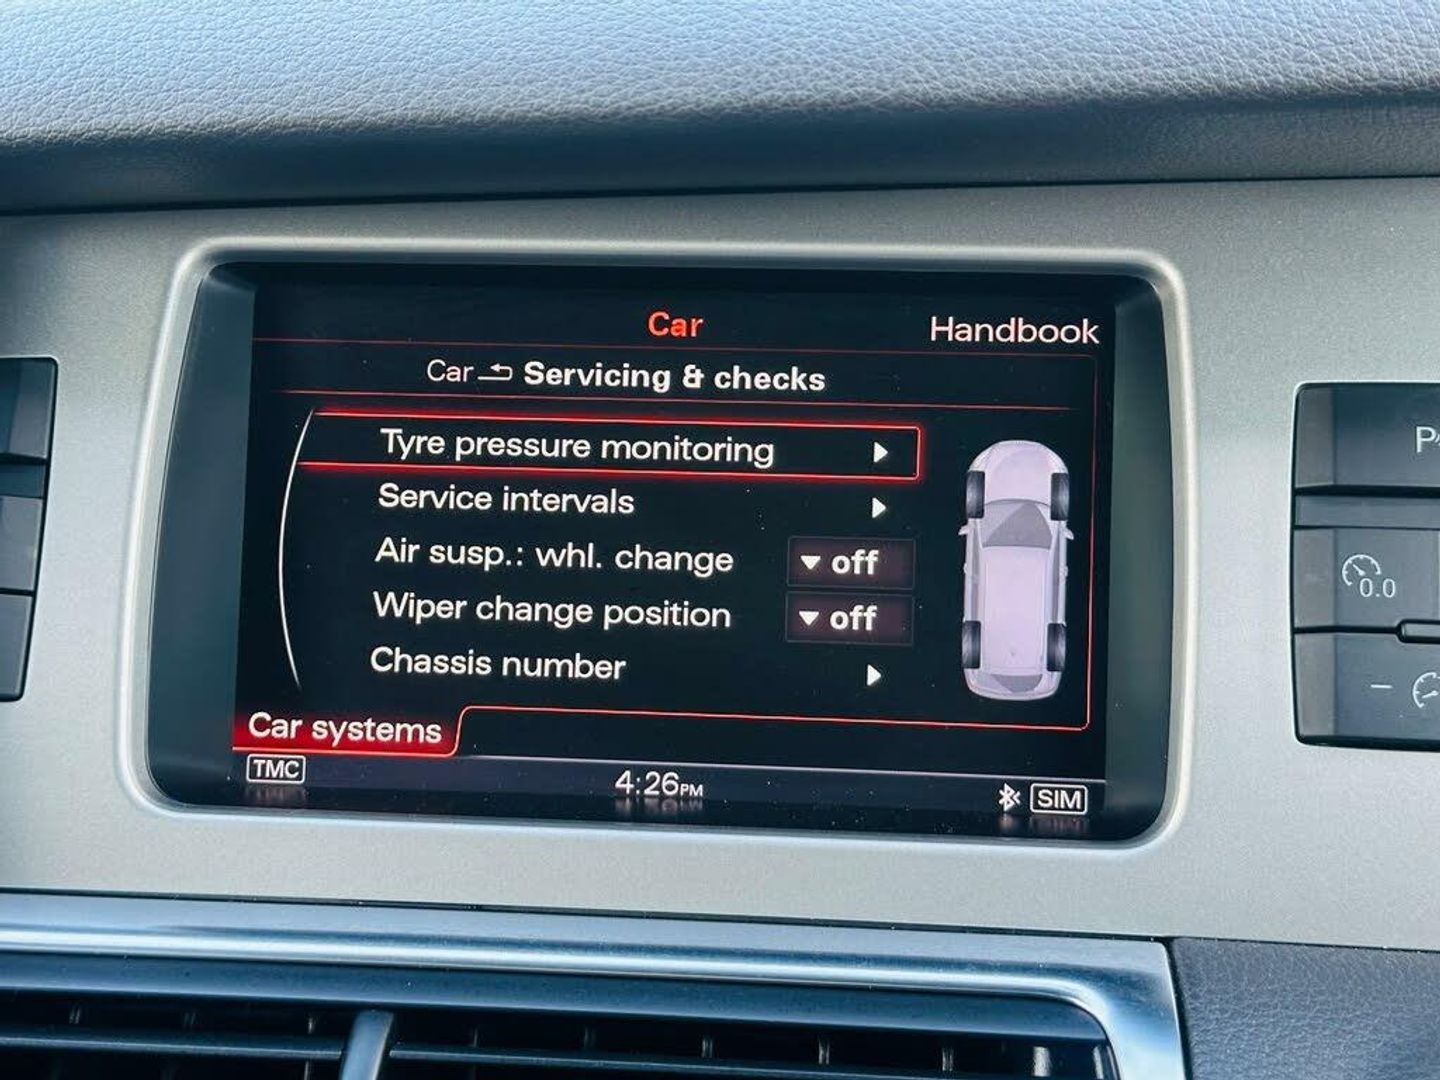 Car
Handbook
Car Servicing & checks
Tyre pressure monitoring
Service intervals
Air susp.: whl. change off
Wiper change position off
Chassis number
Car systems
TMC
4:26PM
SIM
0.0